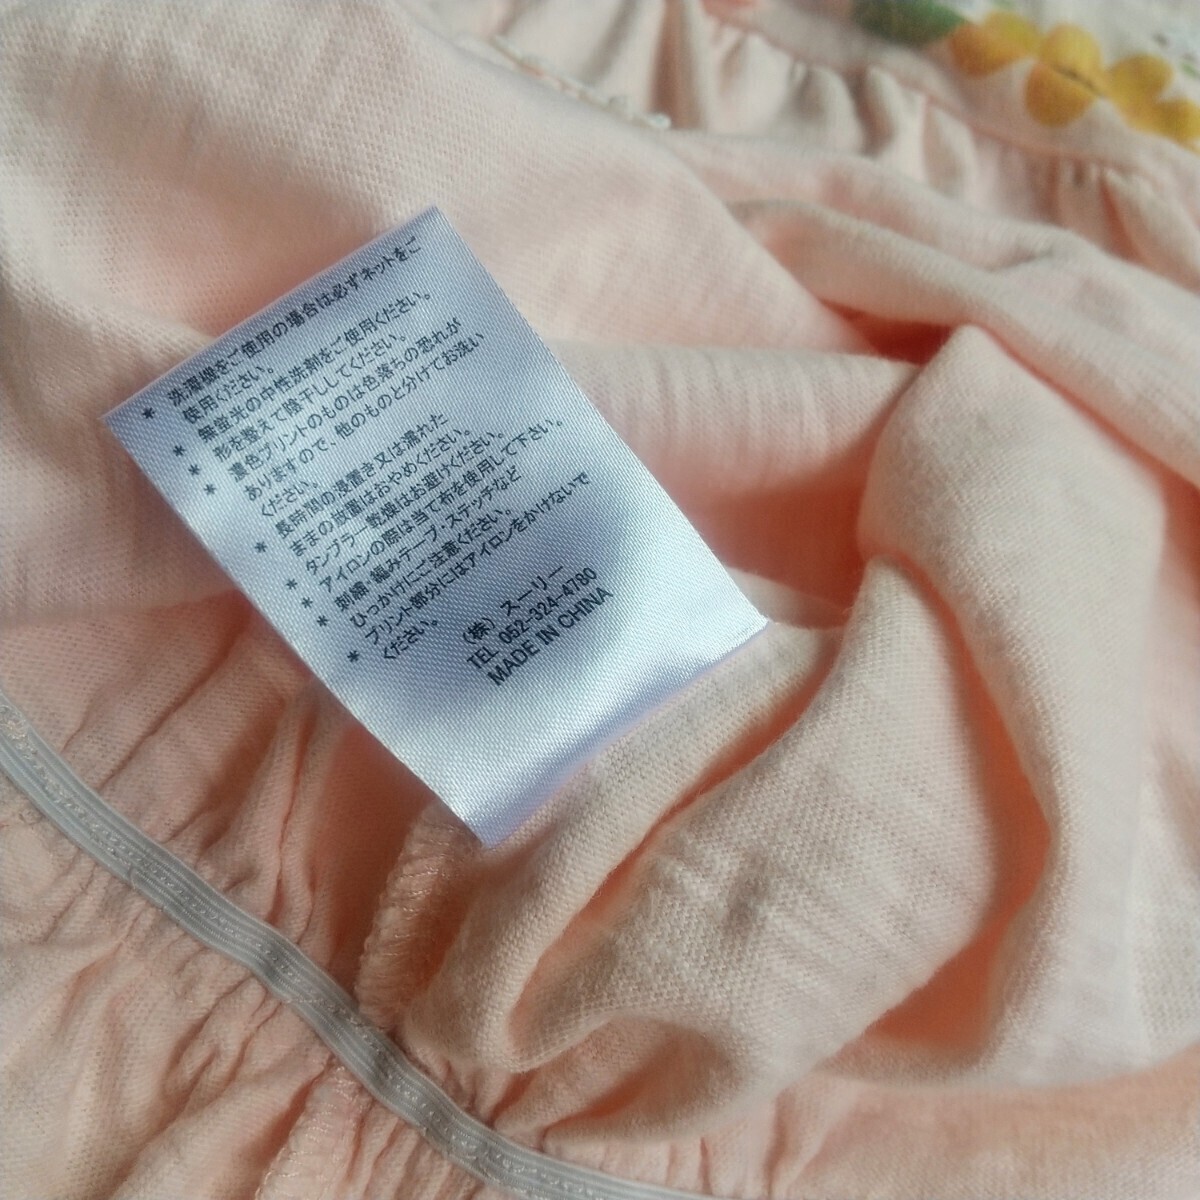 * 洗濯機をご使用の場合は必ずネットをご
使用ください。
* 無蛍光の中性洗剤をご使用ください。
* 形を整えて陰干ししてください。
* 濃色プリントのものは色落ちの恐れが
ありますので、他のものと分けてお洗い
ください。
* 長時間の浸置き又は濡れた
ままの放置はおやめください。
* タンブラー乾燥はお避けください。
* アイロンの際は当て布を使用して下さい。
* 刺繍・編みテープ・ステッチなど
ひっかけにご注意ください。
* プリント部分にはアイロンをかけないで
ください。
(株) スーリー
TEL 052-324-4780
MADE IN CHINA